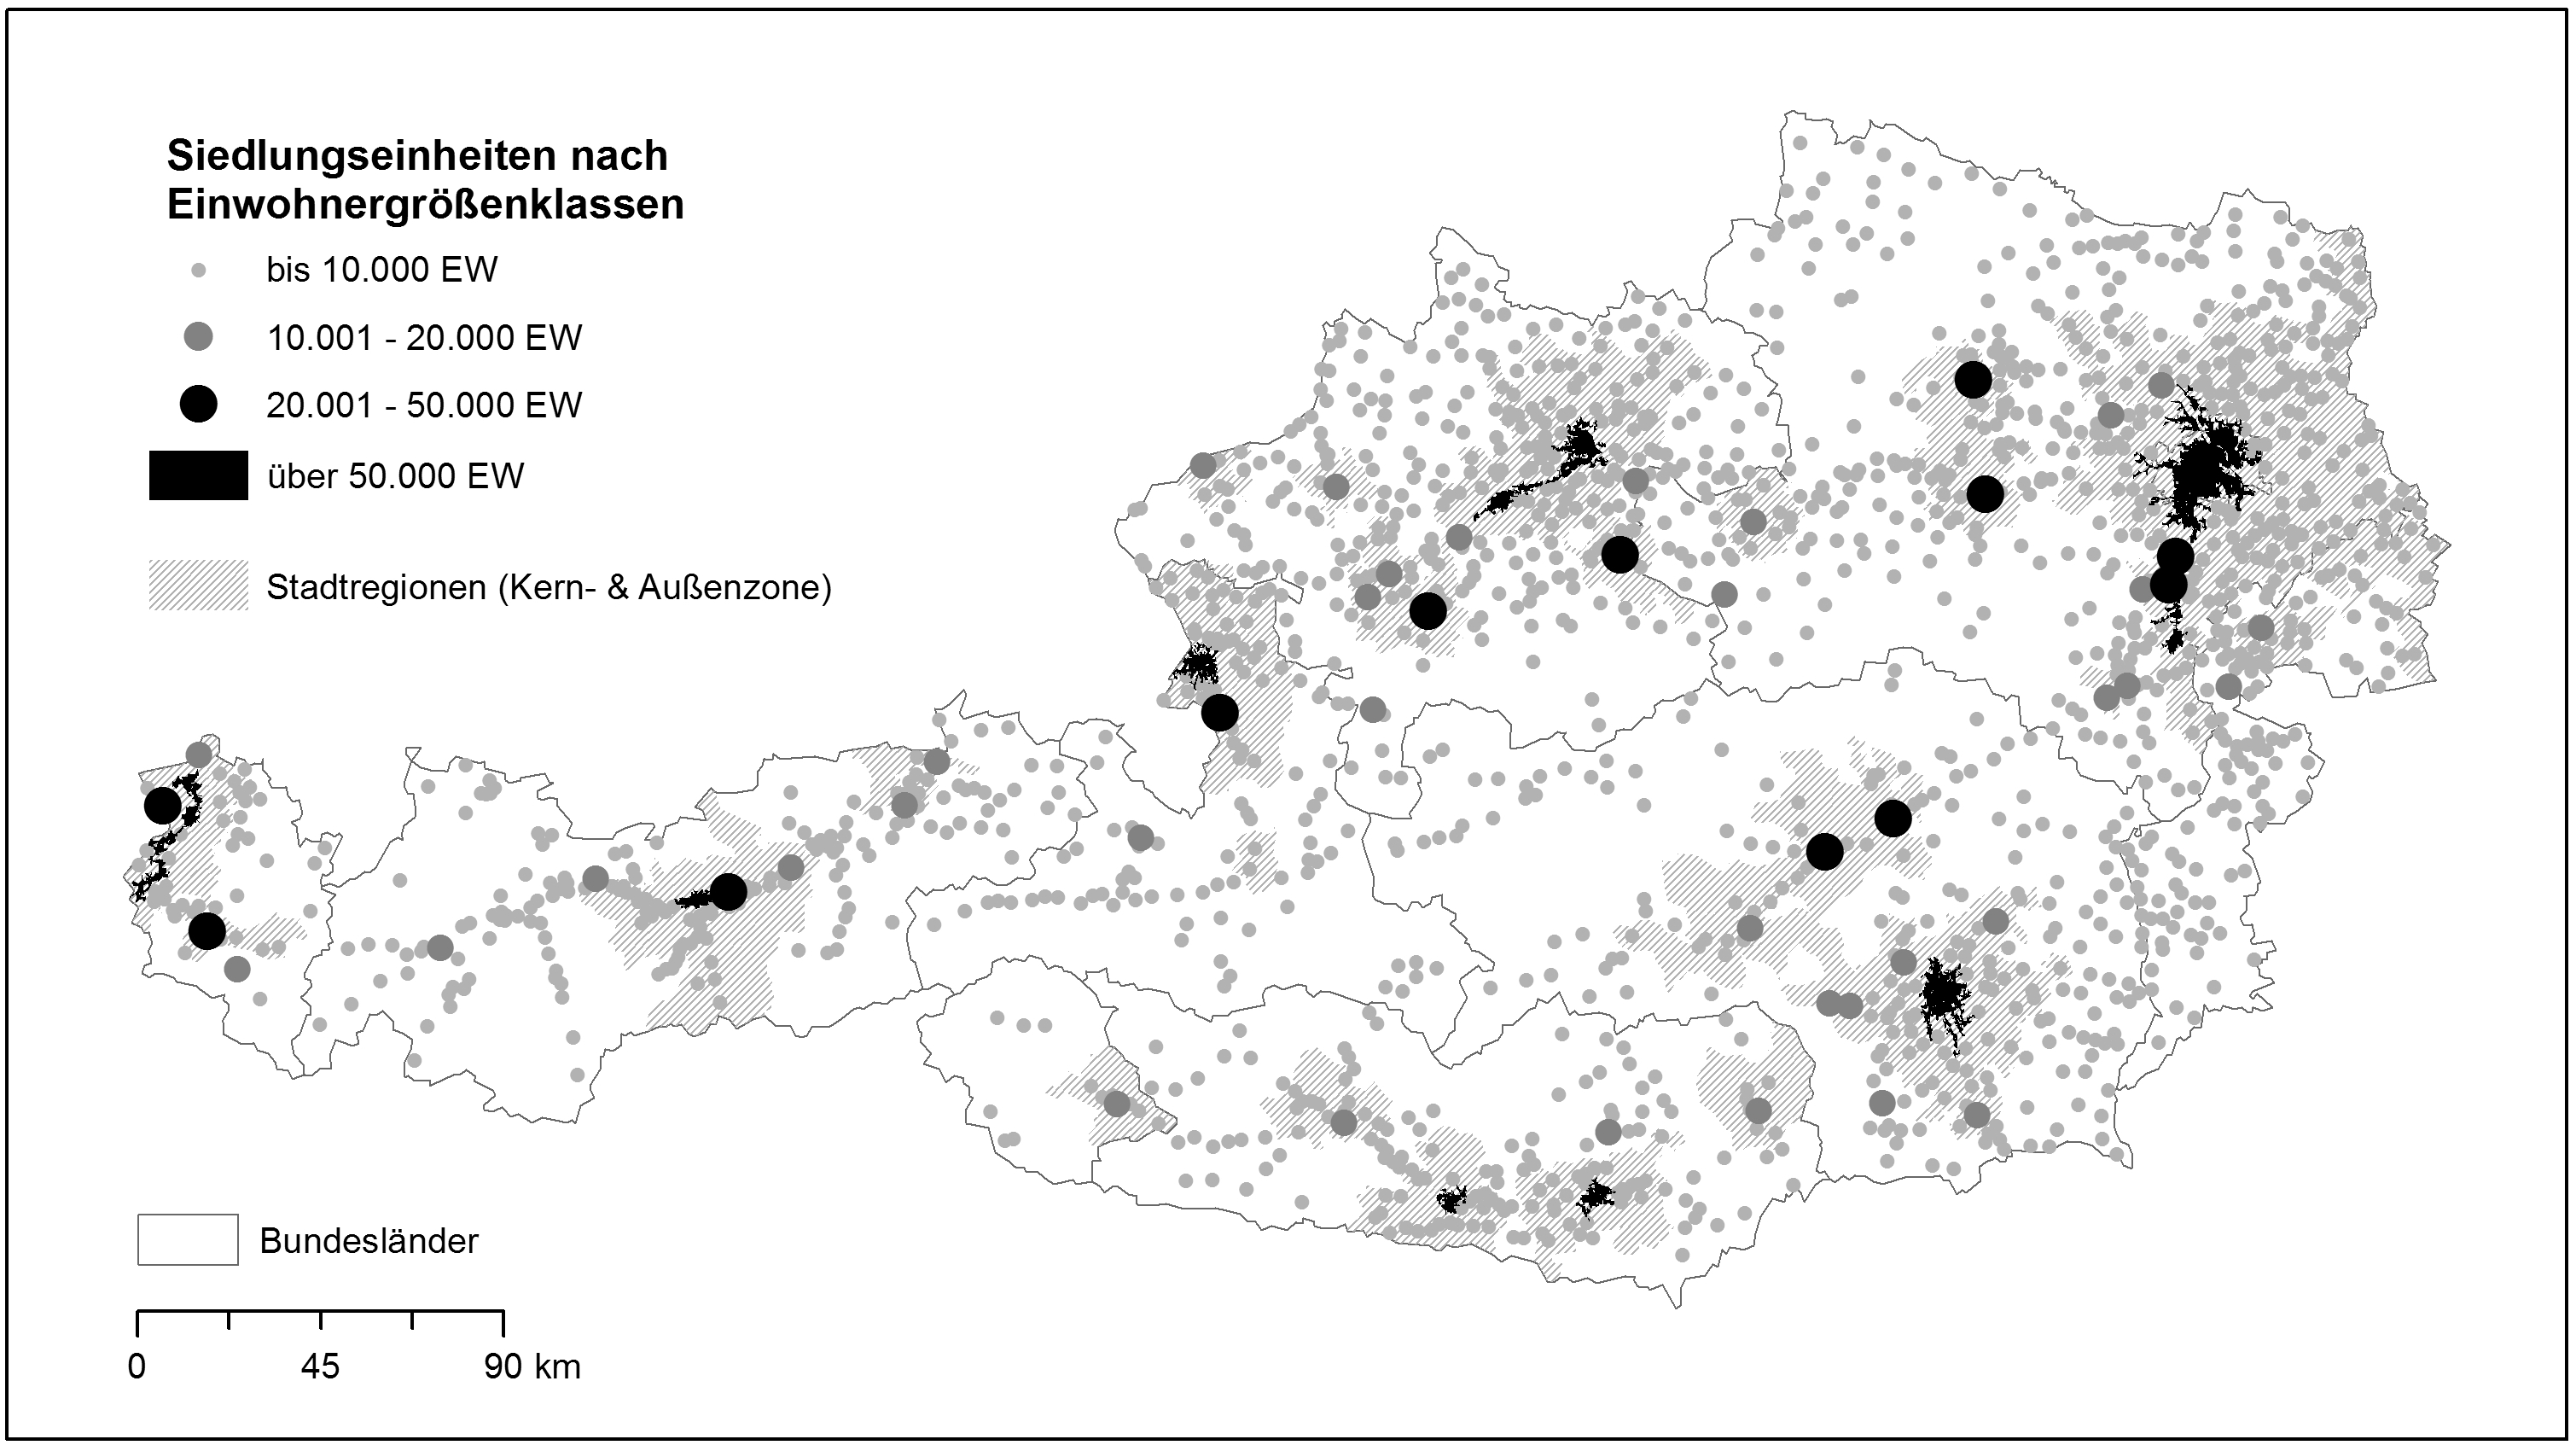 Siedlungseinheiten nach
Einwohnergrößenklassen
bis 10.000 EW
10.001 - 20.000 EW
20.001 - 50.000 EW
über 50.000 EW
Stadtregionen (Kern- & Außenzone)
Bundesländer
0 45 90 km